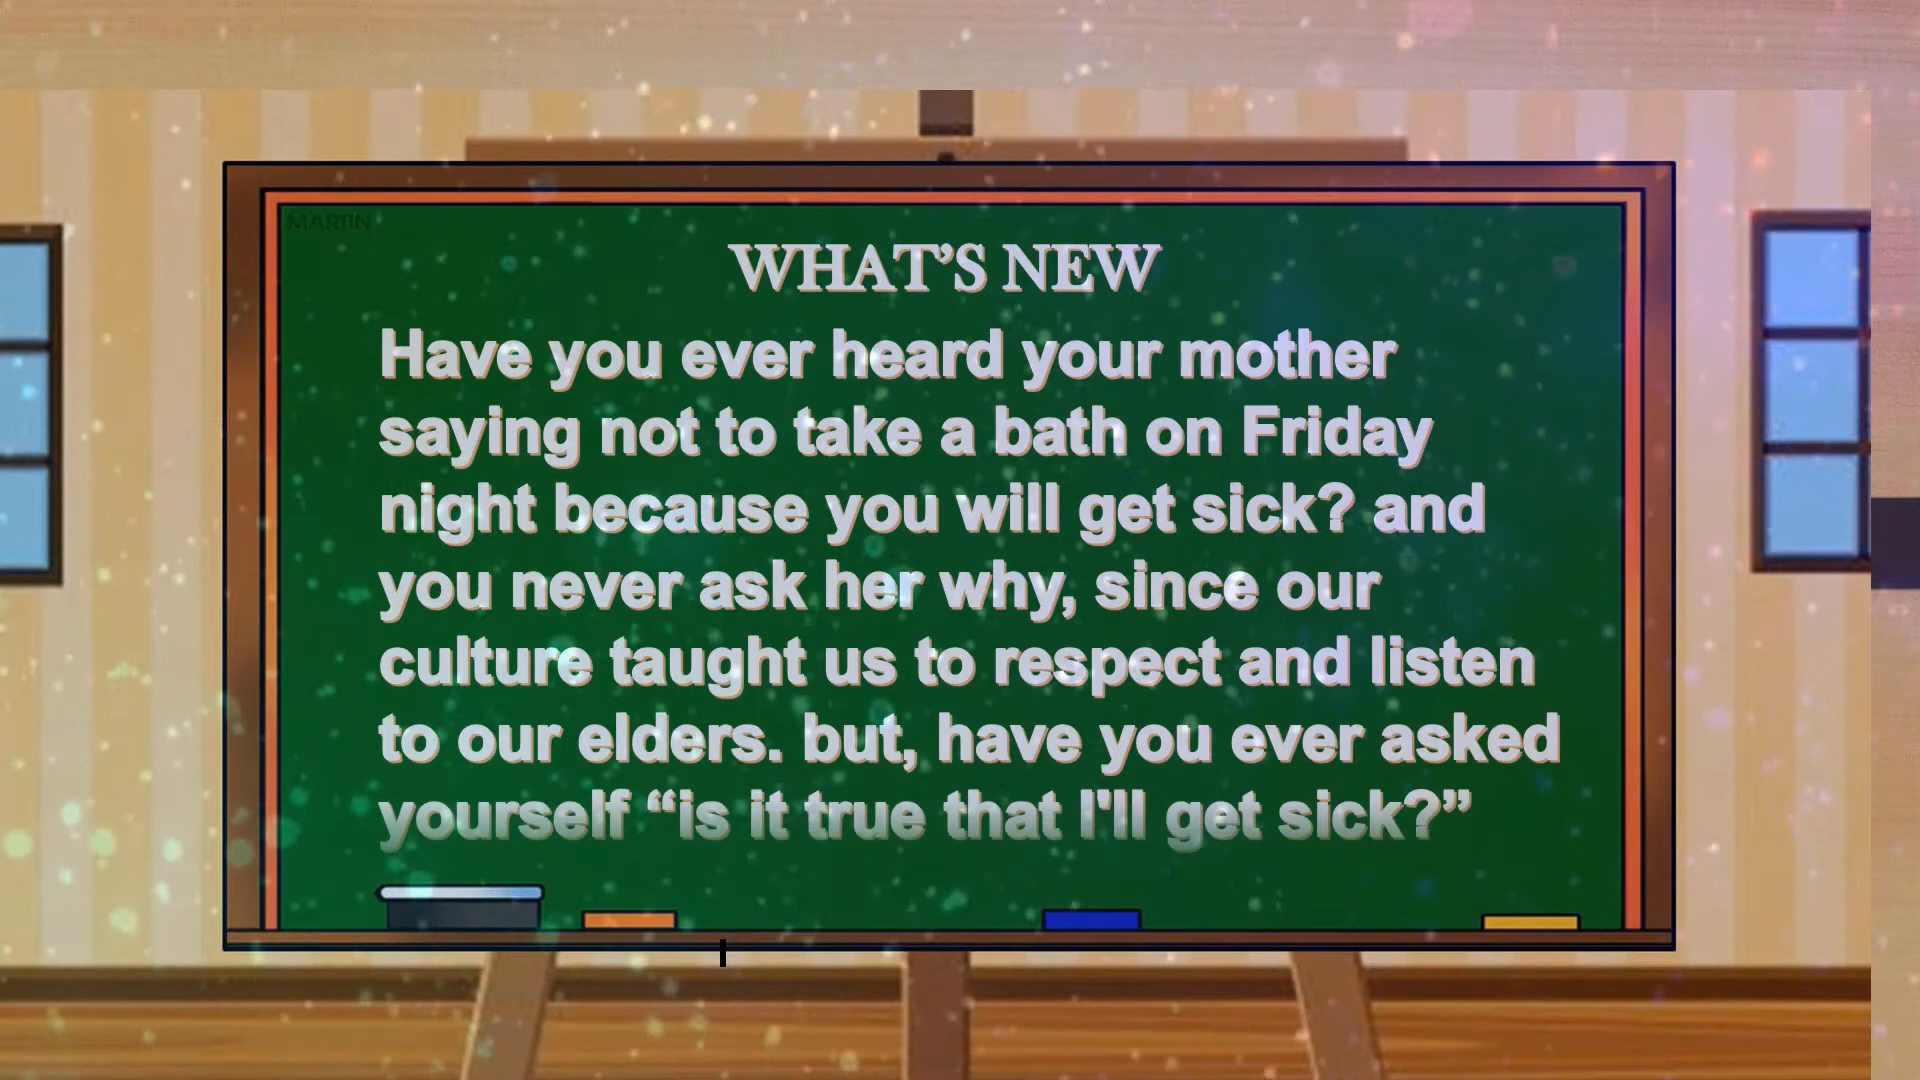 MARTIN
WHAT’S NEW
Have you ever heard your mother
saying not to take a bath on Friday
night because you will get sick? and
you never ask her why, since our
culture taught us to respect and listen
to our elders. but, have you ever asked
yourself “is it true that I'll get sick?”